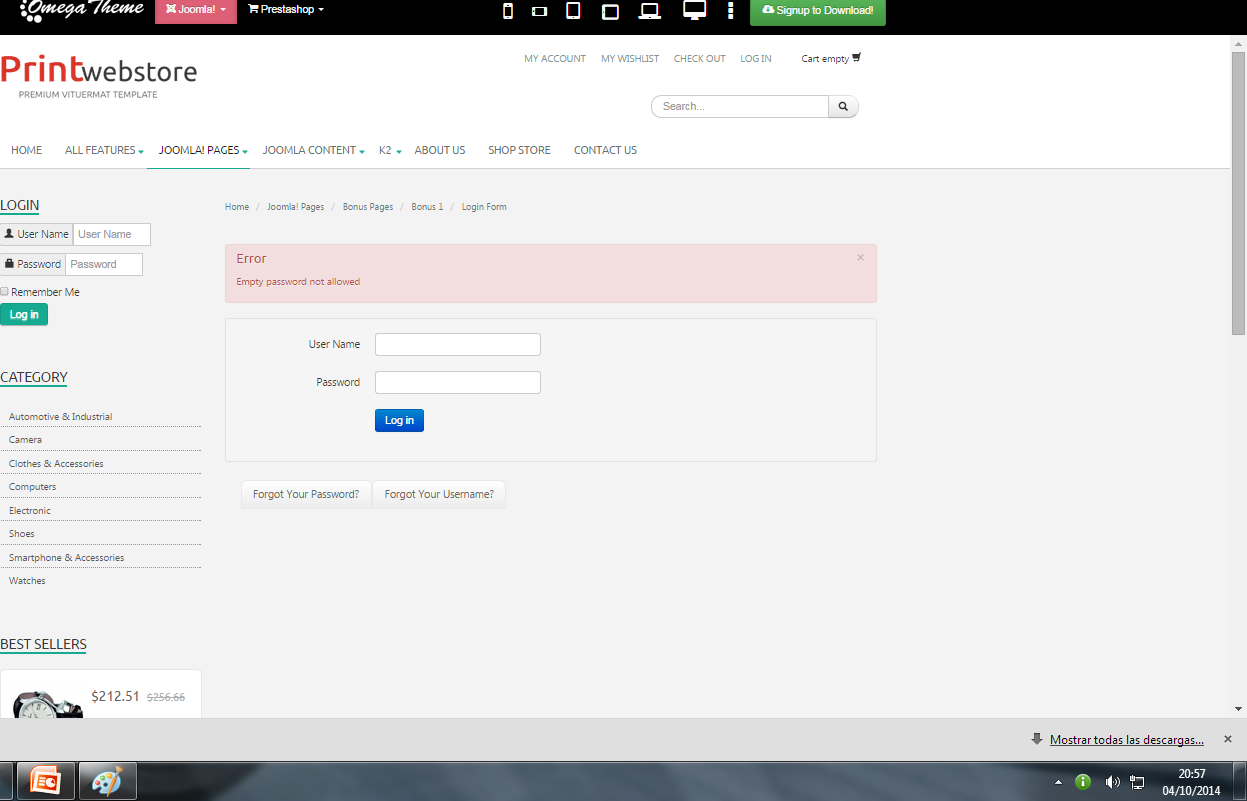 Omega Theme Joomla! Prestashop Signup to Download!
Printwebstore
PREMIUM VITUERMAT TEMPLATE
MY ACCOUNT MY WISHLIST CHECK OUT LOG IN Cart empty
Search...
HOME ALL FEATURES JOOMLA! PAGES JOOMLA CONTENT K2 ABOUT US SHOP STORE CONTACT US
LOGIN
User Name User Name
Password Password
Remember Me
Log in
CATEGORY
Automotive & Industrial
Camera
Clothes & Accessories
Computers
Electronic
Shoes
Smartphone & Accessories
Watches
BEST SELLERS
$212.51 $256.66
Home / Joomla! Pages / Bonus Pages / Bonus 1 / Login Form
Error ×
Empty password not allowed
User Name
Password
Log in
Forgot Your Password? Forgot Your Username?
Mostrar todas las descargas...
20:57
04/10/2014